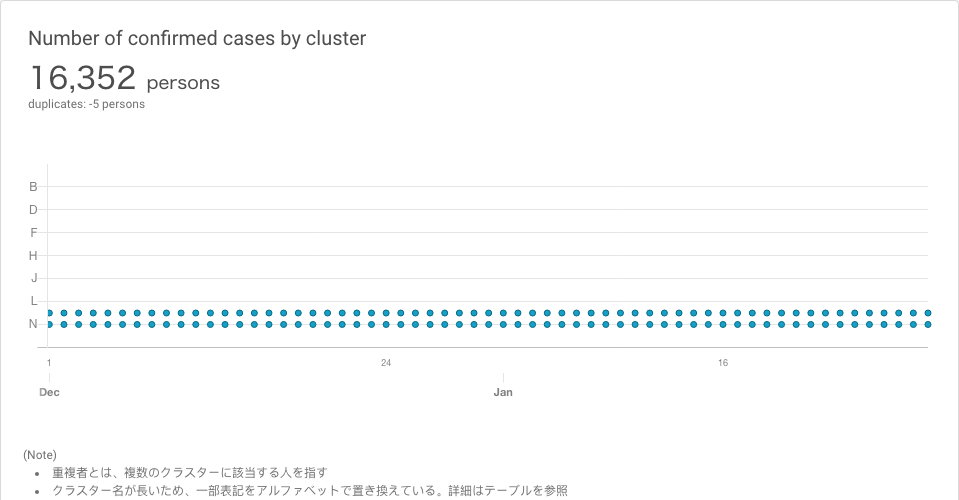 Number of confirmed cases by cluster
16,352 persons
duplicates: -5 persons
B
D
F
H
J
L
N
1 24 16
Dec Jan
(Note)
• 重複者とは、複数のクラスターに該当する人を指す
• クラスター名が長いため、一部表記をアルファベットで置き換えている。詳細はテーブルを参照